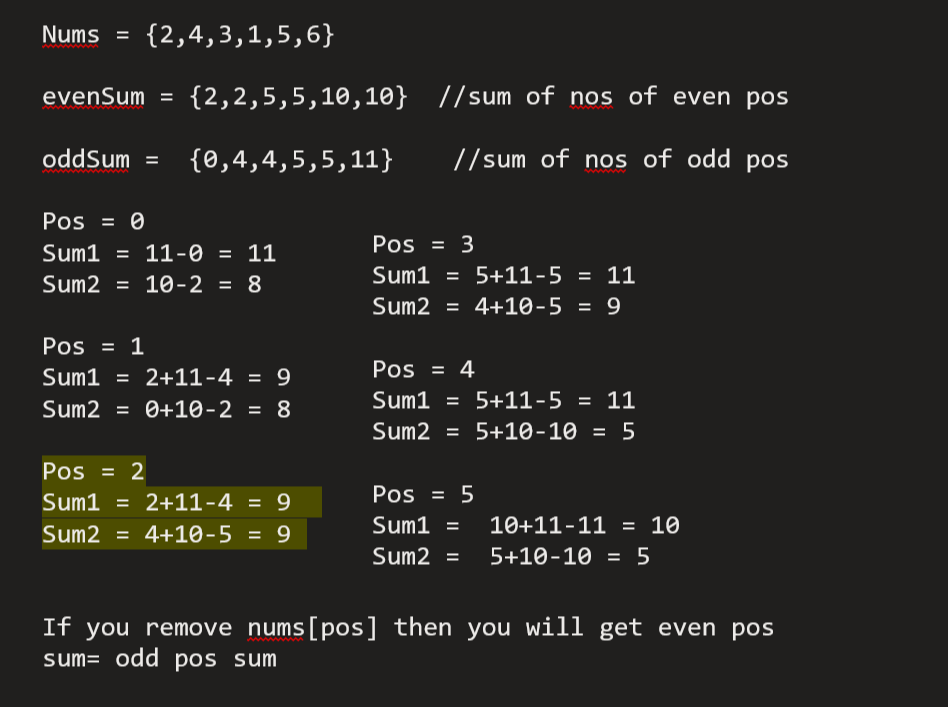 Nums = {2,4,3,1,5,6}
evenSum = {2,2,5,5,10,10}  //sum of nos of even pos
oddSum =  {0,4,4,5,5,11}    //sum of nos of odd pos
Pos = 0
Sum1 = 11-0 = 11
Sum2 = 10-2 = 8
Pos = 1
Sum1 = 2+11-4 = 9
Sum2 = 0+10-2 = 8
Pos = 2
Sum1 = 2+11-4 = 9
Sum2 = 4+10-5 = 9
Pos = 3
Sum1 = 5+11-5 = 11
Sum2 = 4+10-5 = 9
Pos = 4
Sum1 = 5+11-5 = 11
Sum2 = 5+10-10 = 5
Pos = 5
Sum1 =  10+11-11 = 10
Sum2 =  5+10-10 = 5
If you remove nums[pos] then you will get even pos
sum= odd pos sum